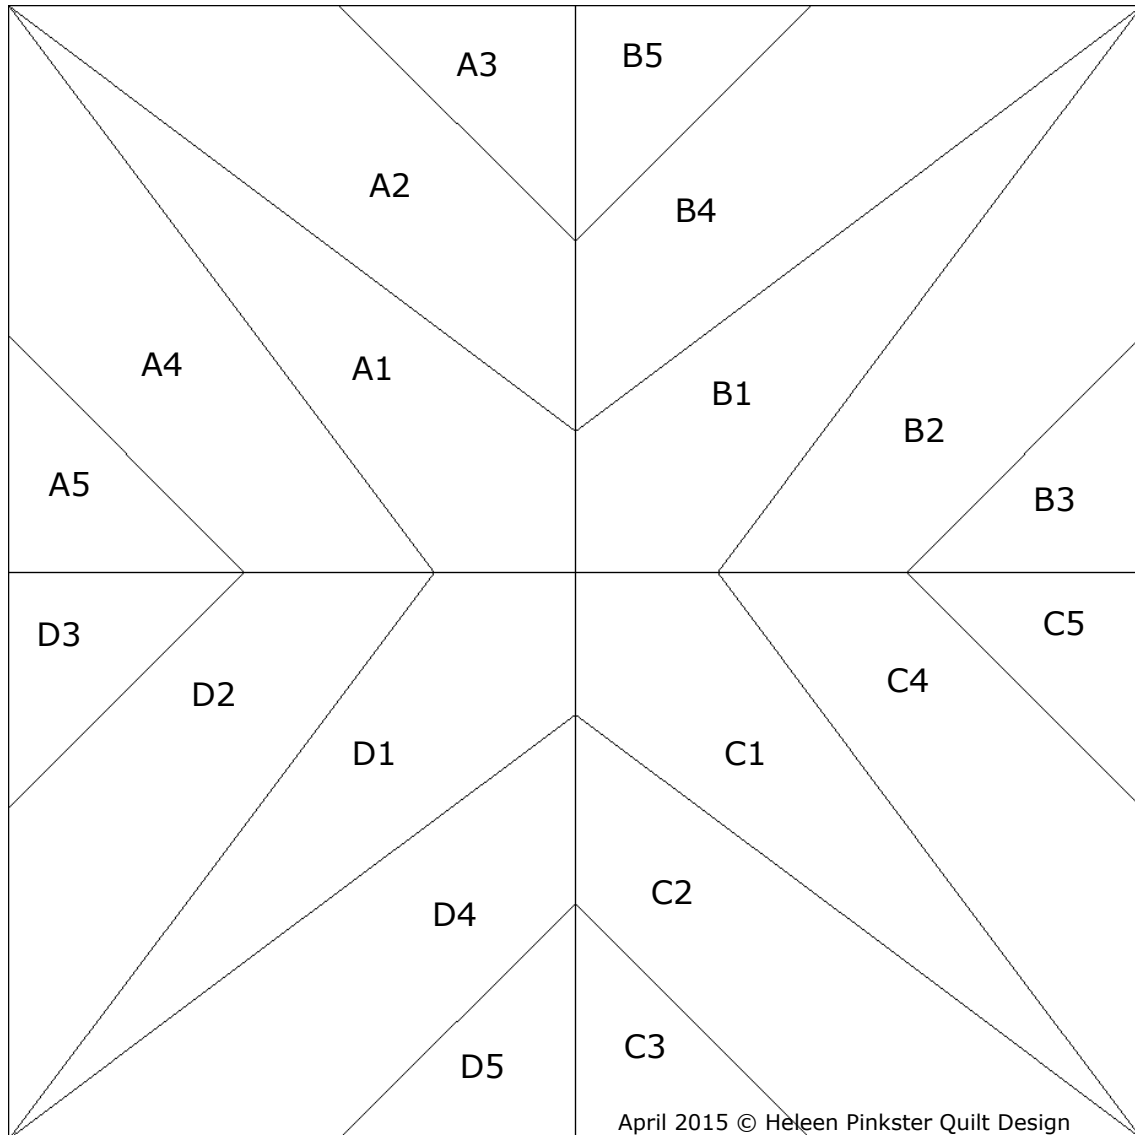 A3
B5
A2
B4
A4
A1
B1
B2
A5
B3
D3
C5
D2
C4
D1
C1
D4
C2
D5
C3
April 2015 © Heleen Pinkster Quilt Design